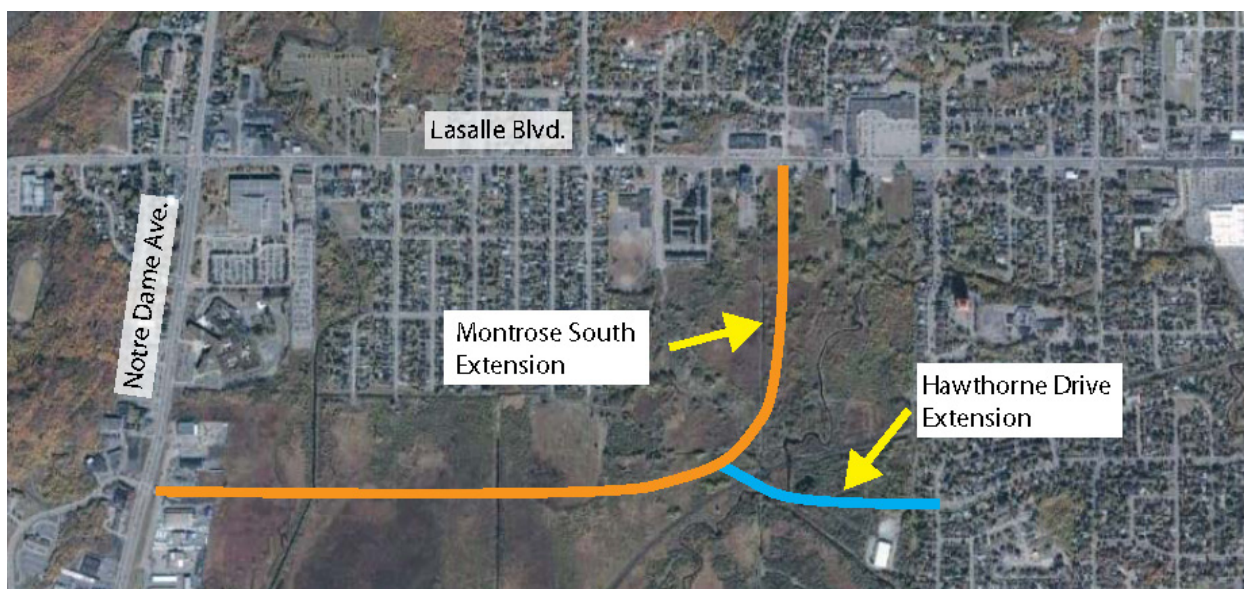 Lasalle Blvd.
Notre Dame Ave.
Montrose South
Extension
Hawthorne Drive
Extension